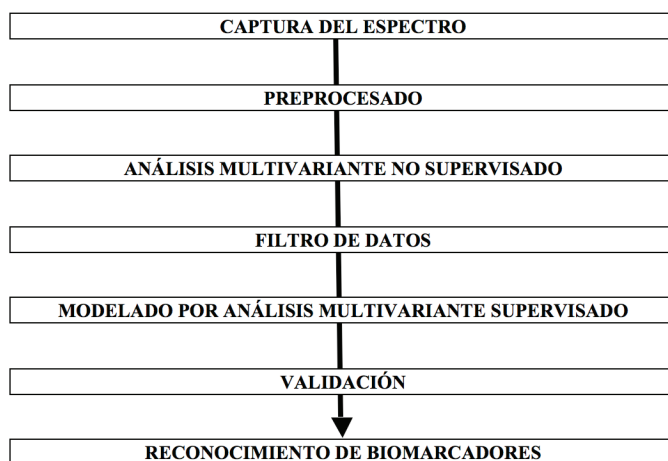 CAPTURA DEL ESPECTRO
PREPROCESADO
ANÁLISIS MULTIVARIANTE NO SUPERVISADO
FILTRO DE DATOS
MODELADO POR ANÁLISIS MULTIVARIANTE SUPERVISADO
VALIDACIÓN
RECONOCIMIENTO DE BIOMARCADORES